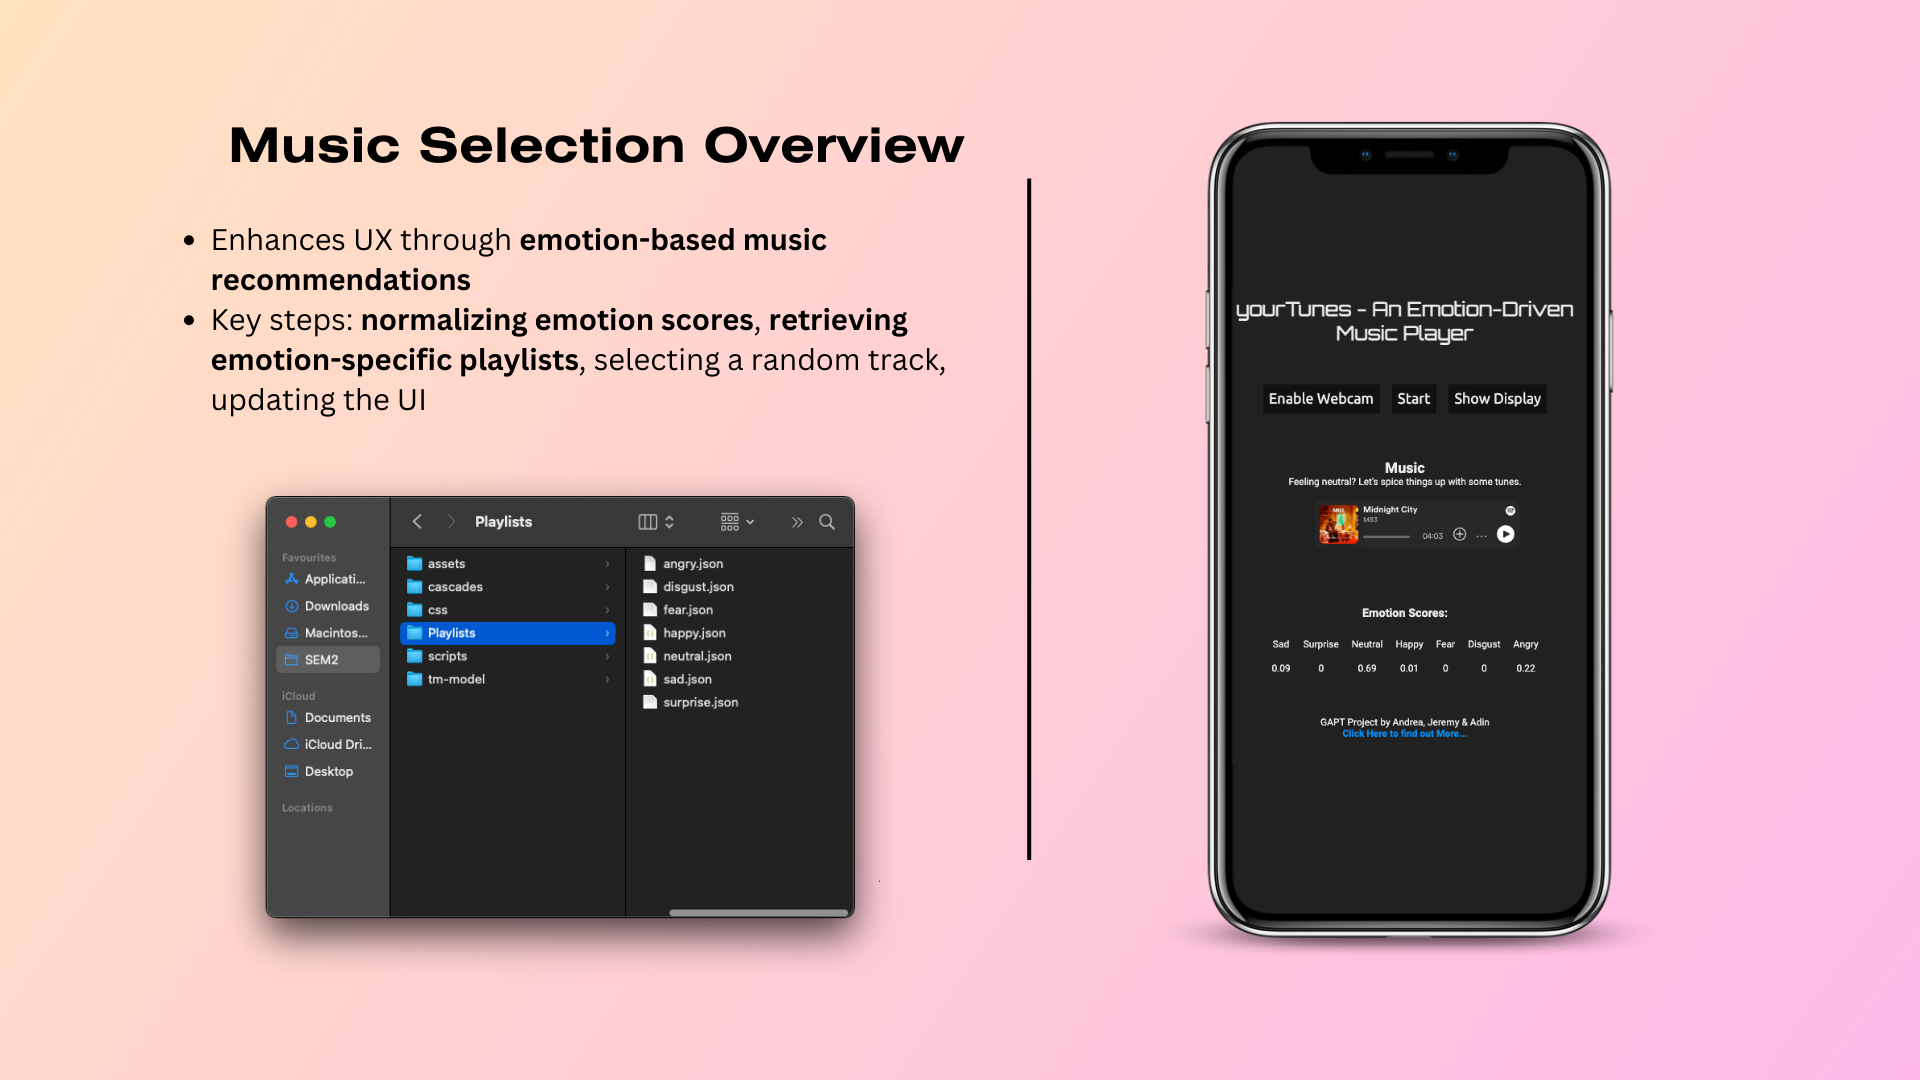 Music Selection Overview
• Enhances UX through emotion-based music
recommendations
• Key steps: normalizing emotion scores, retrieving
emotion-specific playlists, selecting a random track,
updating the UI
Playlists
Favourites
Applicati...
Downloads
Macintos...
SEM2
iCloud
Documents
iCloud Dri...
Desktop
Locations
assets
cascades
css
Playlists
scripts
tm-model
angry.json
disgust.json
fear.json
happy.json
neutral.json
sad.json
surprise.json
yourTunes - An Emotion-Driven
Music Player
Enable Webcam Start Show Display
Music
Feeling neutral? Let's spice things up with some tunes.
Midnight City
M83
04:03
Emotion Scores:
Sad Surprise Neutral Happy Fear Disgust Angry
0.09 0 0.69 0.01 0 0 0.22
GAPT Project by Andrea, Jeremy & Adin
Click Here to find out More...